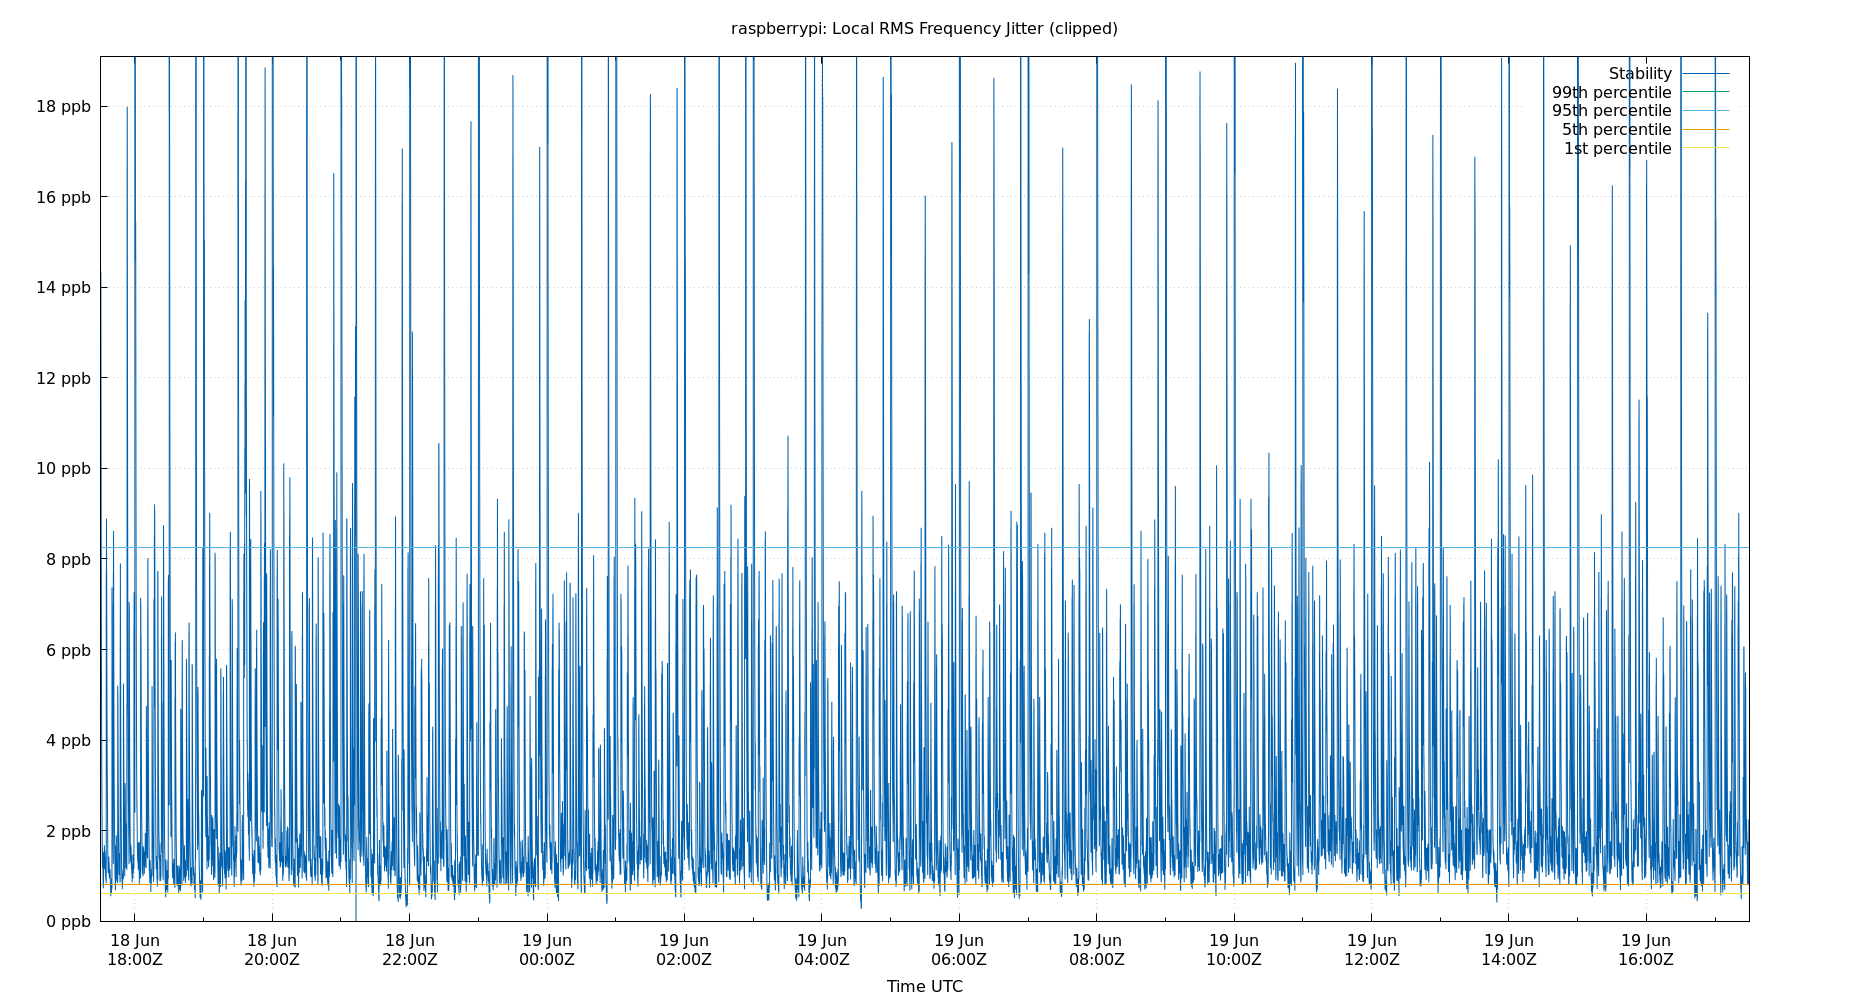 raspberrypi: Local RMS Frequency Jitter (clipped)
Stability
99th percentile
95th percentile
5th percentile
1st percentile
18 ppb
16 ppb
14 ppb
12 ppb
10 ppb
8 ppb
6 ppb
4 ppb
2 ppb
0 ppb
18 Jun 18 Jun 18 Jun 19 Jun 19 Jun 19 Jun 19 Jun 19 Jun 19 Jun 19 Jun 19 Jun 19 Jun
18:00Z 20:00Z 22:00Z 00:00Z 02:00Z 04:00Z 06:00Z 08:00Z 10:00Z 12:00Z 14:00Z 16:00Z
Time UTC